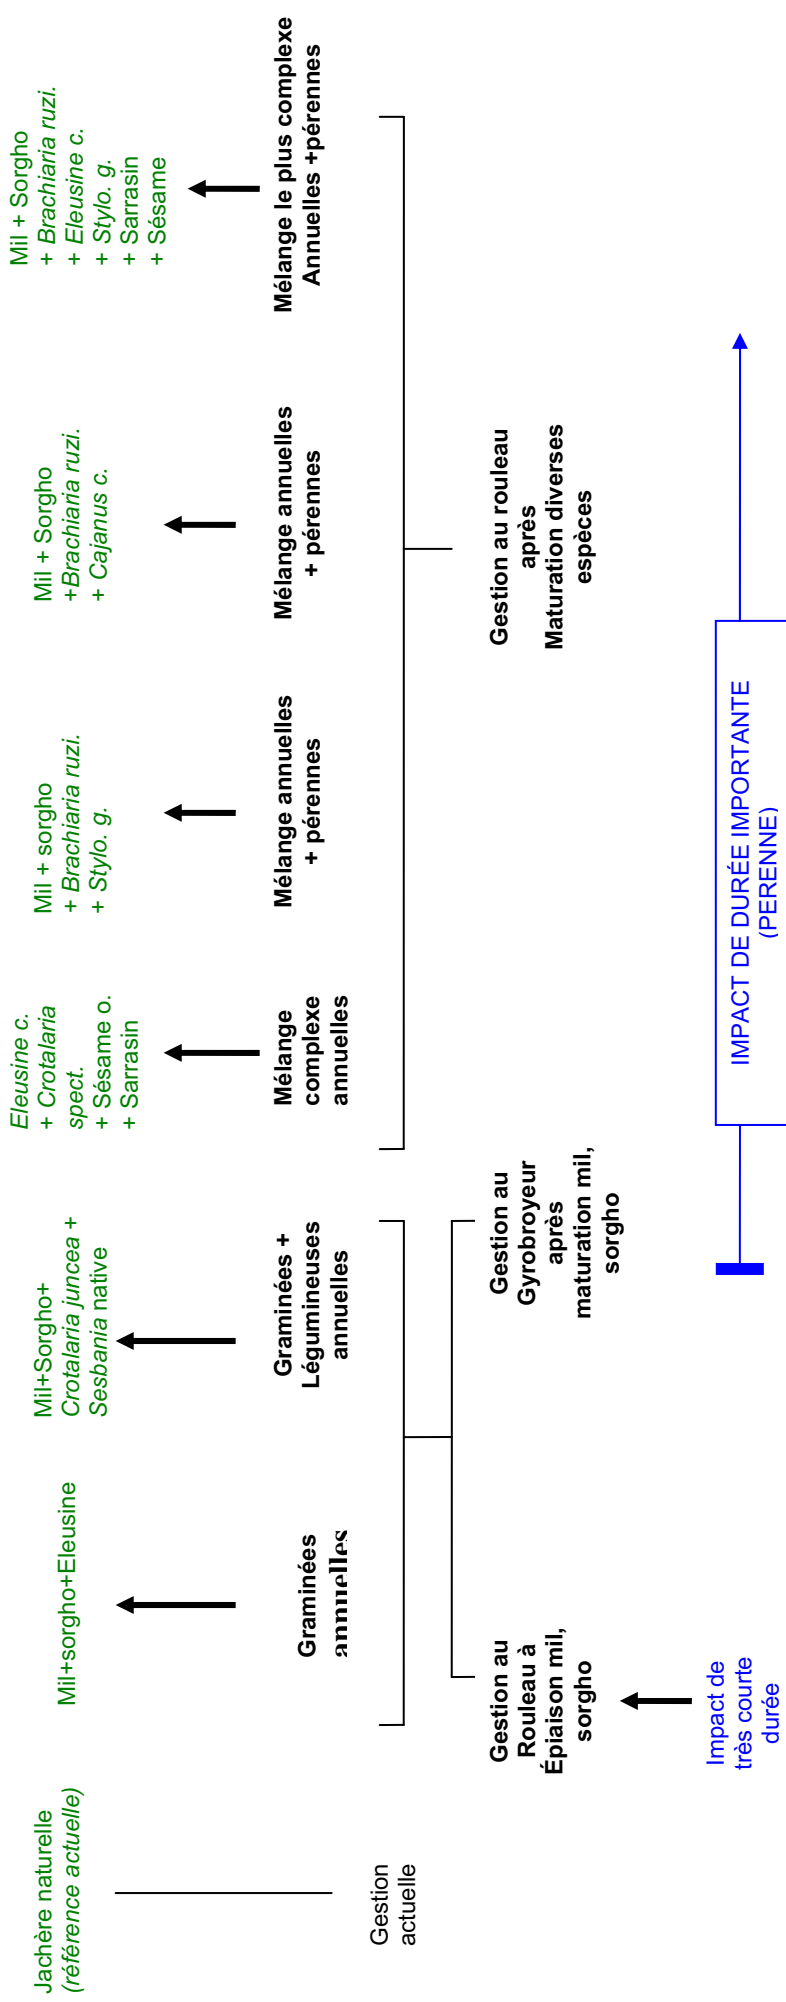 Jachère naturelle
(référence actuelle)
Mil+sorgho+Eleusine
Mil+Sorgho+
Crotalaria juncea +
Sesbania native
Eleusine c.
+ Crotalaria
spect.
+ Sésame o.
+ Sarrasin
Mil + sorgho
+ Brachiaria ruzi.
+ Stylo. g.
Mil + Sorgho
+Brachiaria ruzi.
+ Cajanus c.
Mil + Sorgho
+ Brachiaria ruzi.
+ Eleusine c.
+ Stylo. g.
+ Sarrasin
+ Sésame
Graminées
annuelles
Graminées +
Légumineuses
annuelles
Mélange
complexe
annuelles
Mélange annuelles
+ pérennes
Mélange annuelles
+ pérennes
Mélange le plus complexe
Annuelles +pérennes
Gestion
actuelle
Gestion au
Rouleau à
Épiaison mil,
sorgho
Gestion au
Gyrobroyeur
après
maturation mil,
sorgho
Gestion au rouleau
après
Maturation diverses
espèces
Impact de
très courte
durée
IMPACT DE DURÉE IMPORTANTE
(PERENNE)